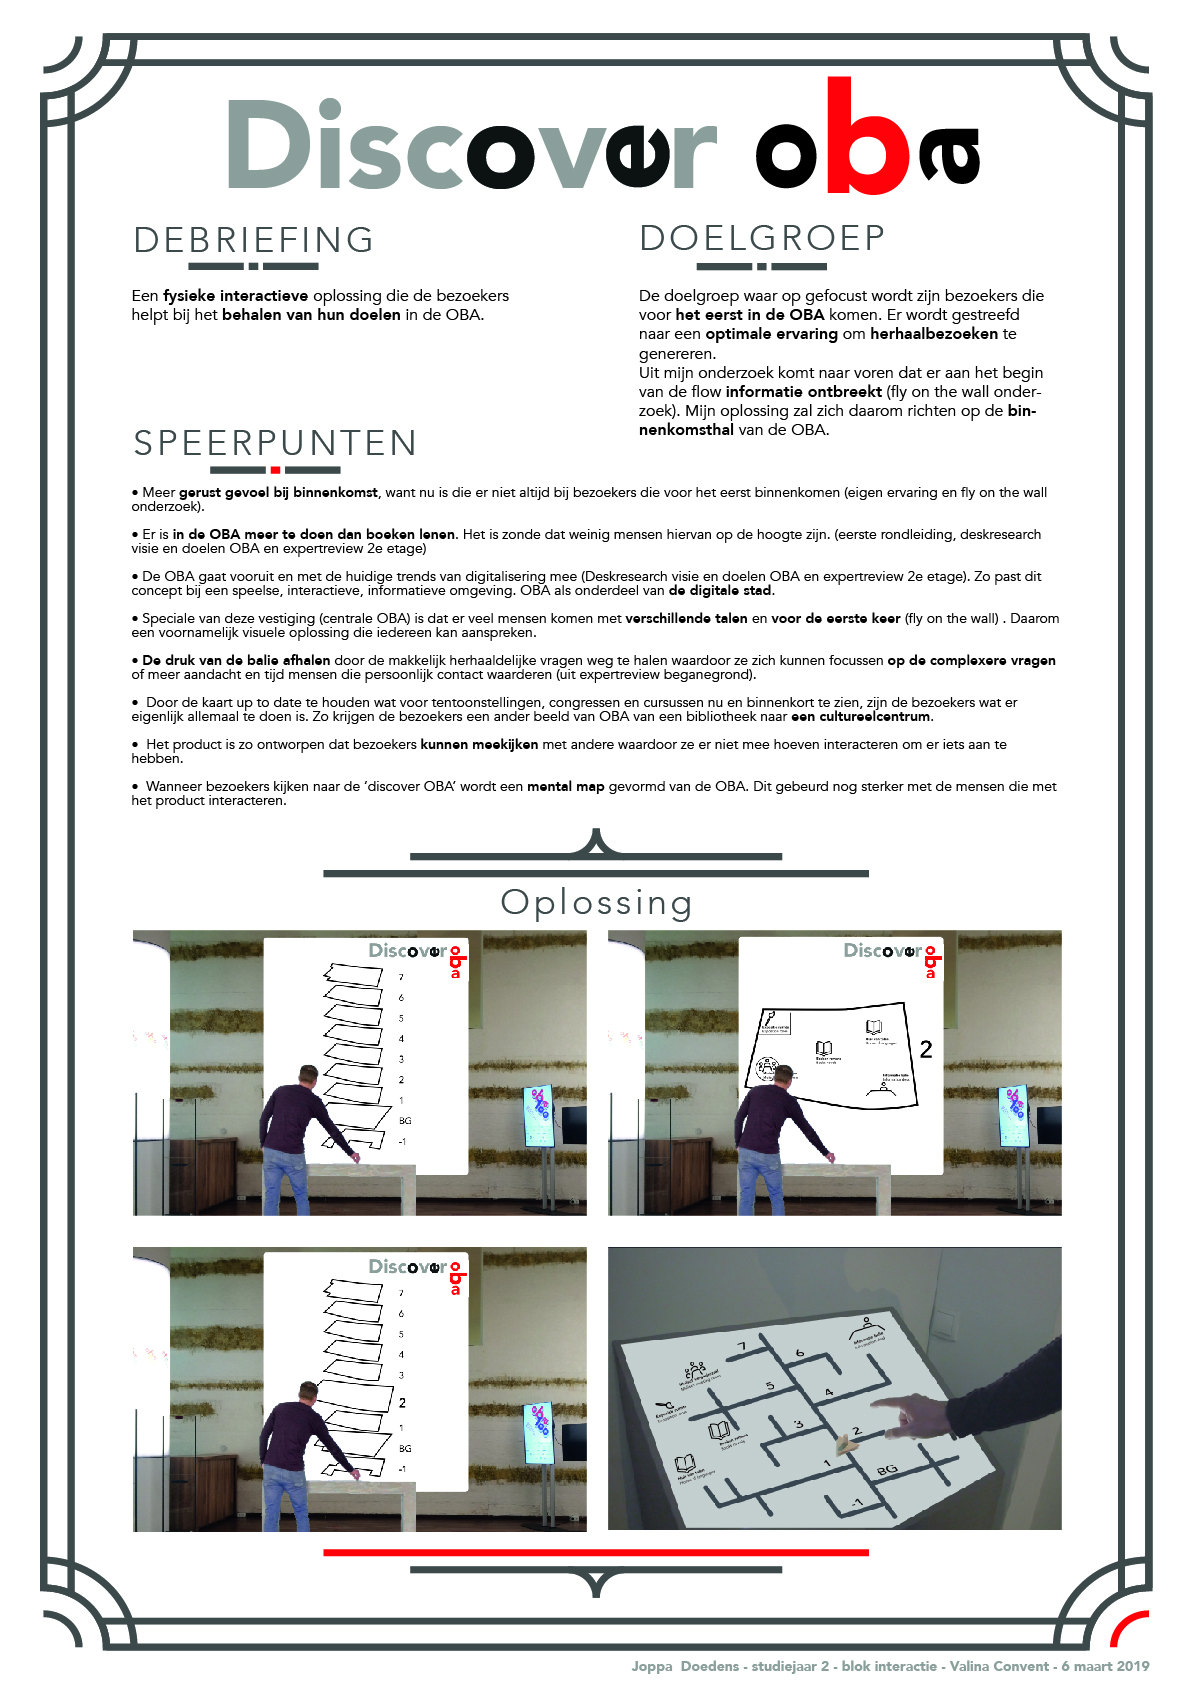 Discover oba
DEBRIEFING
Een fysieke interactieve oplossing die de bezoekers
helpt bij het behalen van hun doelen in de OBA.
DOELGROEP
De doelgroep waar op gefocust wordt zijn bezoekers die
voor het eerst in de OBA komen. Er wordt gestreefd
naar een optimale ervaring om herhaalbezoeken te
genereren.
Uit mijn onderzoek komt naar voren dat er aan het begin
van de flow informatie ontbreekt (fly on the wall onder-
zoek). Mijn oplossing zal zich daarom richten op de bin-
nenkomsthal van de OBA.
SPEERPUNTEN
• Meer gerust gevoel bij binnenkomst, want nu is die er niet altijd bij bezoekers die voor het eerst binnenkomen (eigen ervaring en fly on the wall
onderzoek).
• Er is in de OBA meer te doen dan boeken lenen. Het is zonde dat weinig mensen hiervan op de hoogte zijn. (eerste rondleiding, deskresearch
visie en doelen OBA en expertreview 2e etage)
• De OBA gaat vooruit en met de huidige trends van digitalisering mee (Deskresearch visie en doelen OBA en expertreview 2e etage). Zo past dit
concept bij een speelse, interactieve, informatieve omgeving. OBA als onderdeel van de digitale stad.
• Speciale van deze vestiging (centrale OBA) is dat er veel mensen komen met verschillende talen en voor de eerste keer (fly on the wall) . Daarom
een voornamelijk visuele oplossing die iedereen kan aanspreken.
• De druk van de balie afhalen door de makkelijk herhaaldelijke vragen weg te halen waardoor ze zich kunnen focussen op de complexere vragen
of meer aandacht en tijd mensen die persoonlijk contact waarderen (uit expertreview beganegrond).
• Door de kaart up to date te houden wat voor tentoonstellingen, congressen en cursussen nu en binnenkort te zien, zijn de bezoekers wat er
eigenlijk allemaal te doen is. Zo krijgen de bezoekers een ander beeld van OBA van een bibliotheek naar een cultureelcentrum.
• Het product is zo ontworpen dat bezoekers kunnen meekijken met andere waardoor ze er niet mee hoeven interacteren om er iets aan te
hebben.
• Wanneer bezoekers kijken naar de ‘discover OBA’ wordt een mental map gevormd van de OBA. Dit gebeurd nog sterker met de mensen die met
het product interacteren.
Oplossing
Discover oba
7
6
5
4
3
2
1
BG
-1
Discover oba
2
Discover oba
7
6
5
4
3
2
1
BG
-1
7
6
5
4
3
2
1
BG
-1
Joppa Doedens - studiejaar 2 - blok interactie - Valina Convent - 6 maart 2019